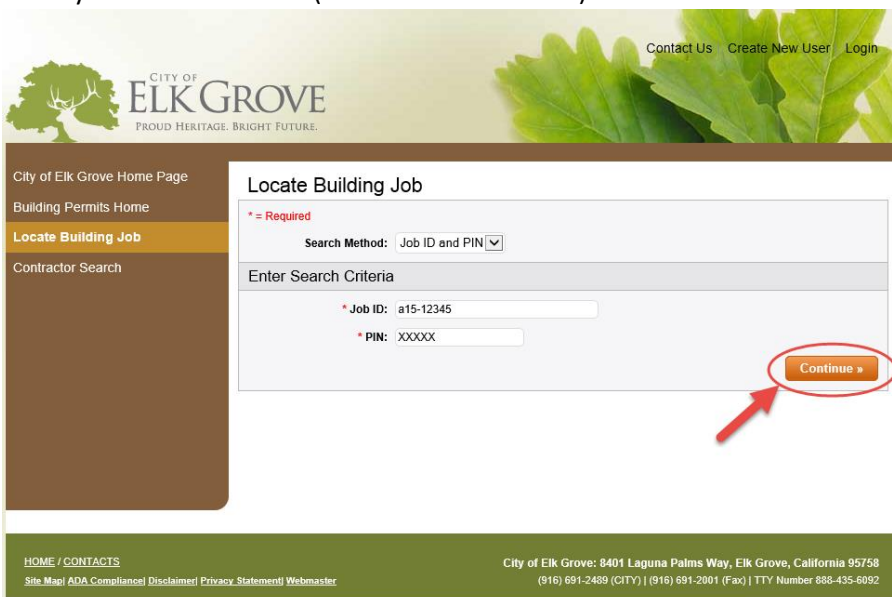 Contact Us Create New User Login
CITY OF
ELK GROVE
PROUD HERITAGE. BRIGHT FUTURE.
City of Elk Grove Home Page
Building Permits Home
Locate Building Job
Contractor Search
Locate Building Job
* = Required
Search Method: Job ID and PIN
Enter Search Criteria
* Job ID: a15-12345
* PIN: XXXXX
Continue »
HOME / CONTACTS
Site Map| ADA Compliance| Disclaimer| Privacy Statement| Webmaster
City of Elk Grove: 8401 Laguna Palms Way, Elk Grove, California 95758
(916) 691-2489 (CITY) | (916) 691-2001 (Fax) | TTY Number 888-435-6092